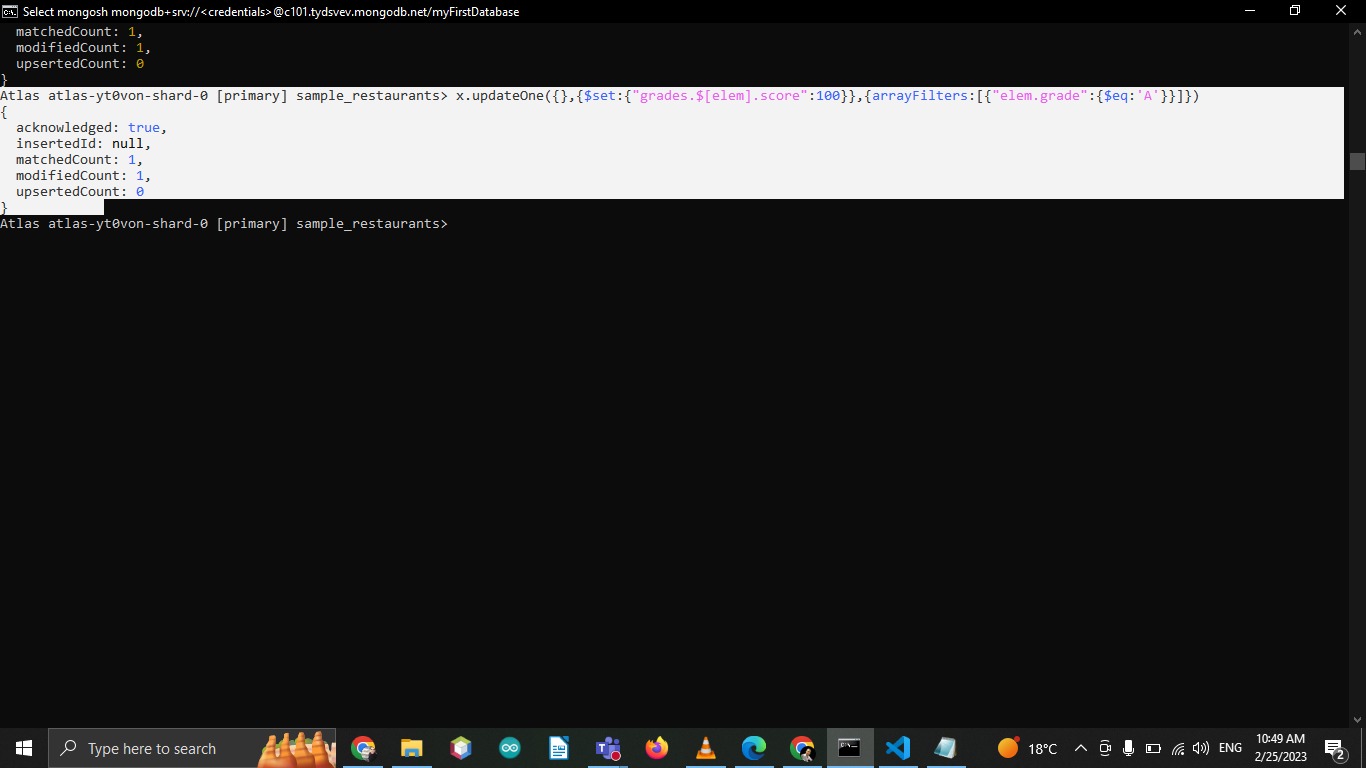 Select mongosh mongodb+srv://<credentials>@c101.tydsvev.mongodb.net/myFirstDatabase
matchedCount: 1,
modifiedCount: 1,
upsertedCount: 0
}
Atlas atlas-yt0von-shard-0 [primary] sample_restaurants> x.updateOne({},{$set:{"grades.$[elem].score":100}},{arrayFilters:[{"elem.grade":{$eq:'A'}}]})
{
acknowledged: true,
insertedId: null,
matchedCount: 1,
modifiedCount: 1,
upsertedCount: 0
}
Atlas atlas-yt0von-shard-0 [primary] sample_restaurants>
Type here to search
18°C
ENG
10:49 AM
2/25/2023
2